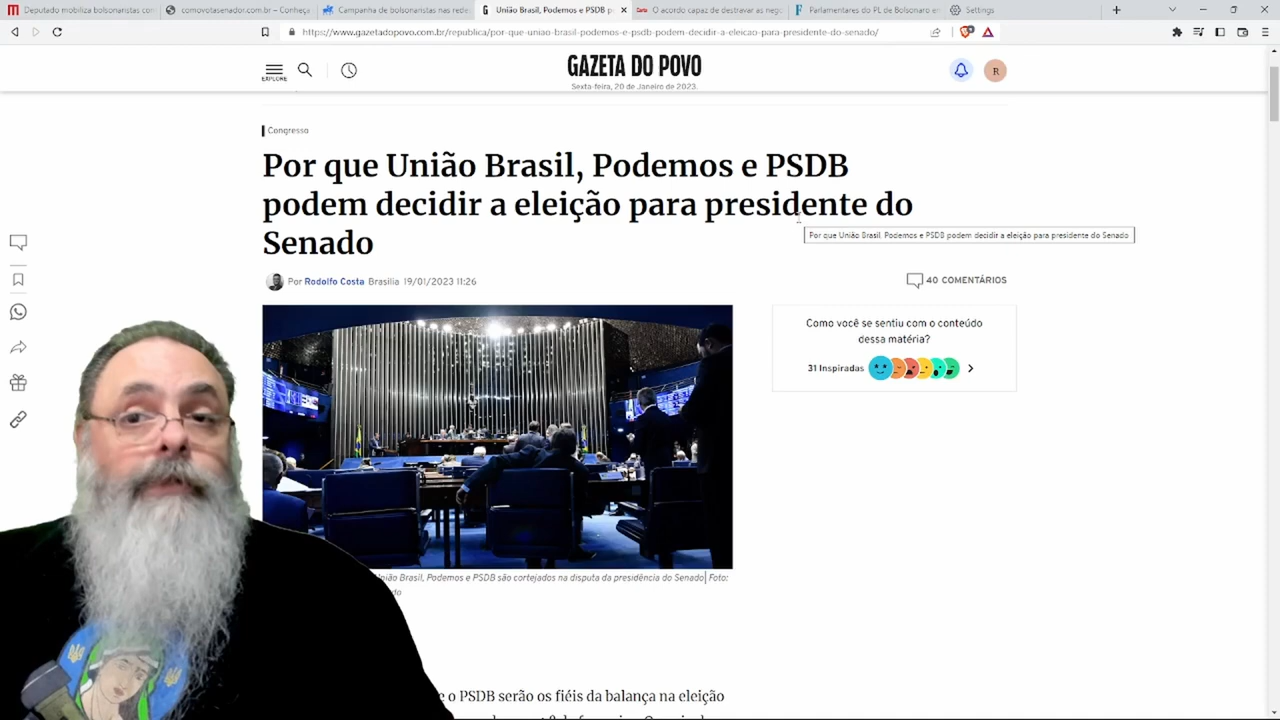 Deputado mobiliza bolsonaristas con
comovotasenador.com.br – Conheça
Campanha de bolsonaristas nas rede
União Brasil, Podemos e PSDB p
O acordo capaz de destravar as neg
Parlamentares do PL de Bolsonaro en
Settings
https://www.gazetadopovo.com.br/republica/por-que-uniao-brasil-podemos-e-psdb-podem-decidir-a-eleicao-para-presidente-do-senado/
EXPLORE
GAZETA DO POVO
Sexta-feira, 20 de Janeiro de 2023.
R
Congresso
Por que União Brasil, Podemos e PSDB
podem decidir a eleição para presidente do
Senado
Por que União Brasil, Podemos e PSDB podem decidir a eleição para presidente do Senado
Por Rodolfo Costa Brasília 19/01/2023 11:26
40 COMENTÁRIOS
Como você se sentiu com o conteúdo
dessa matéria?
31 Inspiradas
União Brasil, Podemos e PSDB são cortejados na disputa da presidência do Senado| Foto:
do
e o PSDB serão os fiéis da balança na eleição